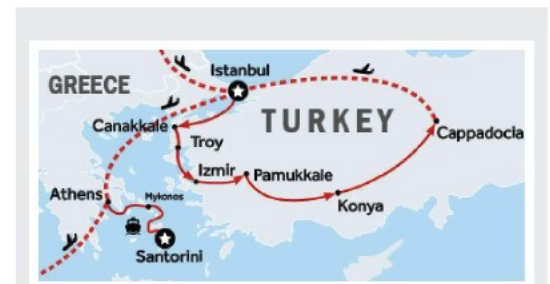 Istanbul
GREECE
TURKEY
Canakkale
Cappadocia
Troy
Izmir
Pamukkale
Athens
Mykonos
Konya
Santorini